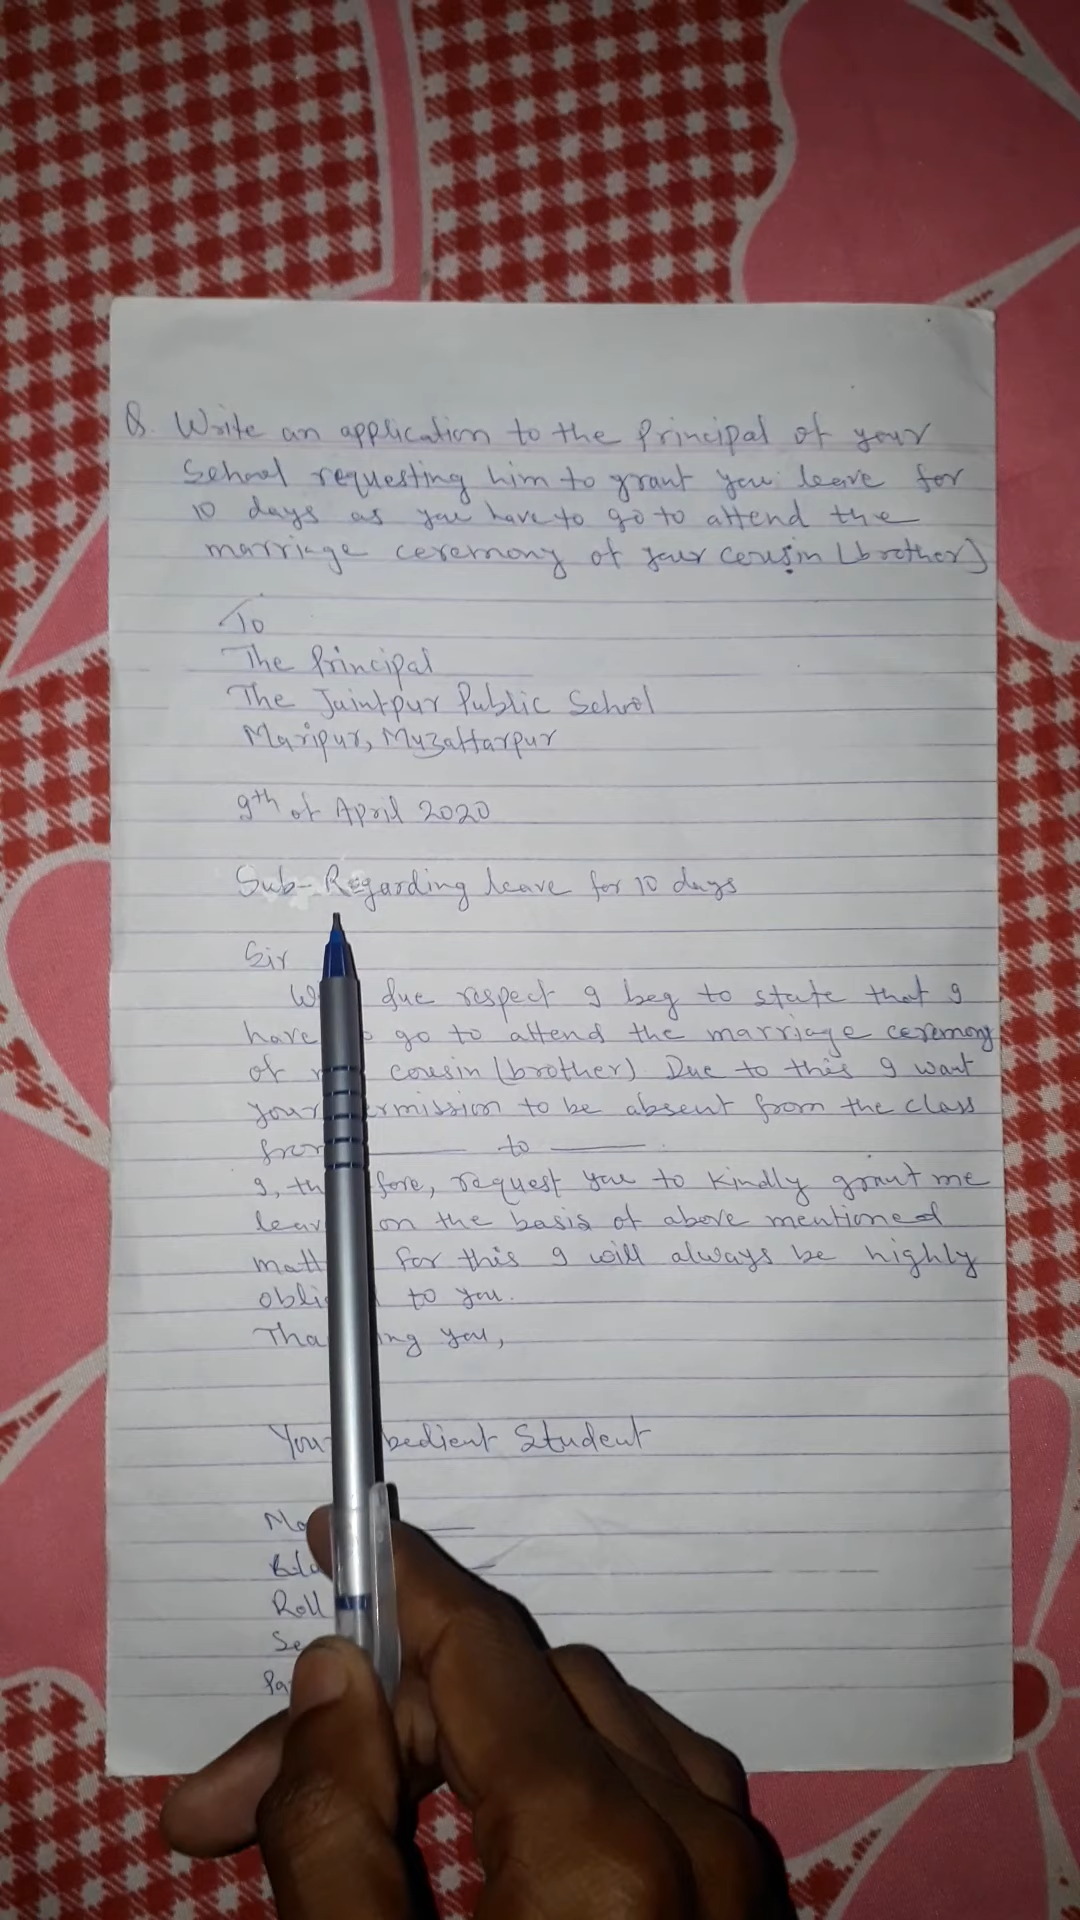 Q. Write an application to the Principal of your
School requesting him to grant you leave for
10 days as you have to go to attend the
marriage ceremony of your cousin (brother)
To
The Principal
The Jaintpur Public School
Maripur, Muzaffarpur
9th of April 2020
Sub- Regarding leave for 10 days
Sir
due respect I beg to state that I
have go to attend the marriage ceremony
of cousin (brother). Due to this I want
your to be absent from the class
to
I, request you to kindly grant me
on the basis of above mentioned
for this I will always be highly
to you.
you,
Student
Roll